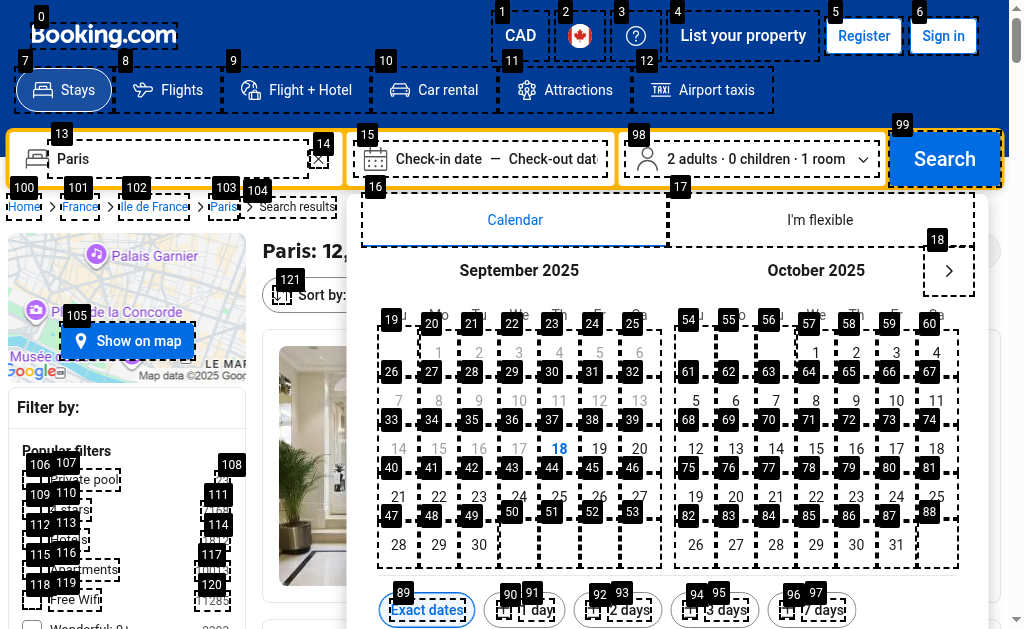 0 1 2 3 4 5 6
Booking.com CAD List your property Register Sign in
7 8 9 10 11 12
Stays Flights Flight + Hotel Car rental Attractions Airport taxis
13 14 15 98 99
Paris Check-in date — Check-out dat 2 adults · 0 children · 1 room Search
100 101 102 103 104 16 17
Home France Ile de France Paris Search results
Calendar I'm flexible
18
Palais Garnier
Paris: 12,
September 2025 October 2025
121
Sort by:
105
Show on map
Musée
LE MAR
Google Map data ©2025 Goog
19 20 21 22 23 24 25 54 55 56 57 58 59 60
1 2 3 4 5 6 1 2 3 4
26 27 28 29 30 31 32 61 62 63 64 65 66 67
7 8 9 10 11 12 13 5 6 7 8 9 10 11
33 34 35 36 37 38 39 68 69 70 71 72 73 74
14 15 16 17 18 19 20 12 13 14 15 16 17 18
40 41 42 43 44 45 46 75 76 77 78 79 80 81
21 22 23 24 25 26 27 19 20 21 22 23 24 25
47 48 49 50 51 52 53 82 83 84 85 86 87 88
28 29 30 26 27 28 29 30 31
89 90 91 92 93 94 95 96 97
Exact dates 1 day 2 days 3 days 7 days
Filter by:
Popular filters
106 107 108
Private pool
109 110 111
stars
112 113 114
Hotels
115 116 117
Apartments
118 119 120
Free Wifi 11285